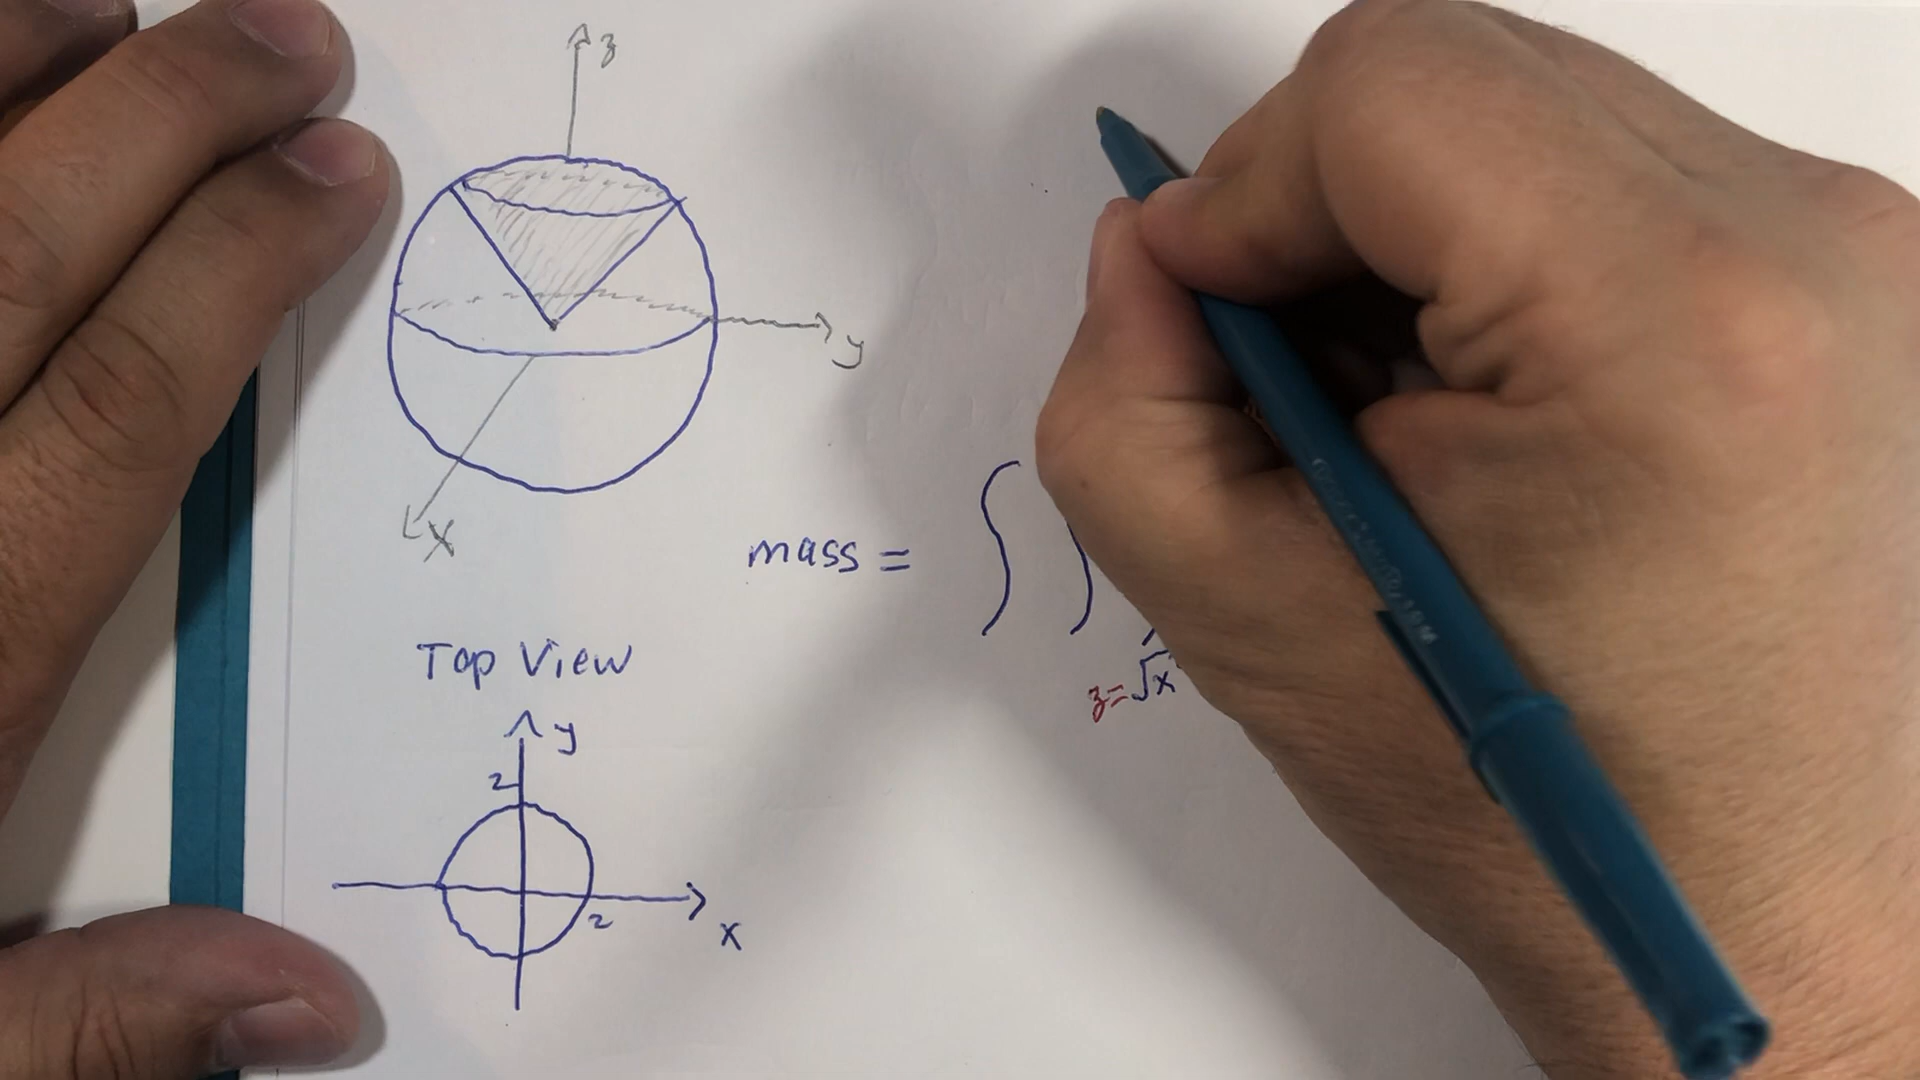 z
y
x
mass = ∫ ∫
z=√x
Top View
y
2
2
x